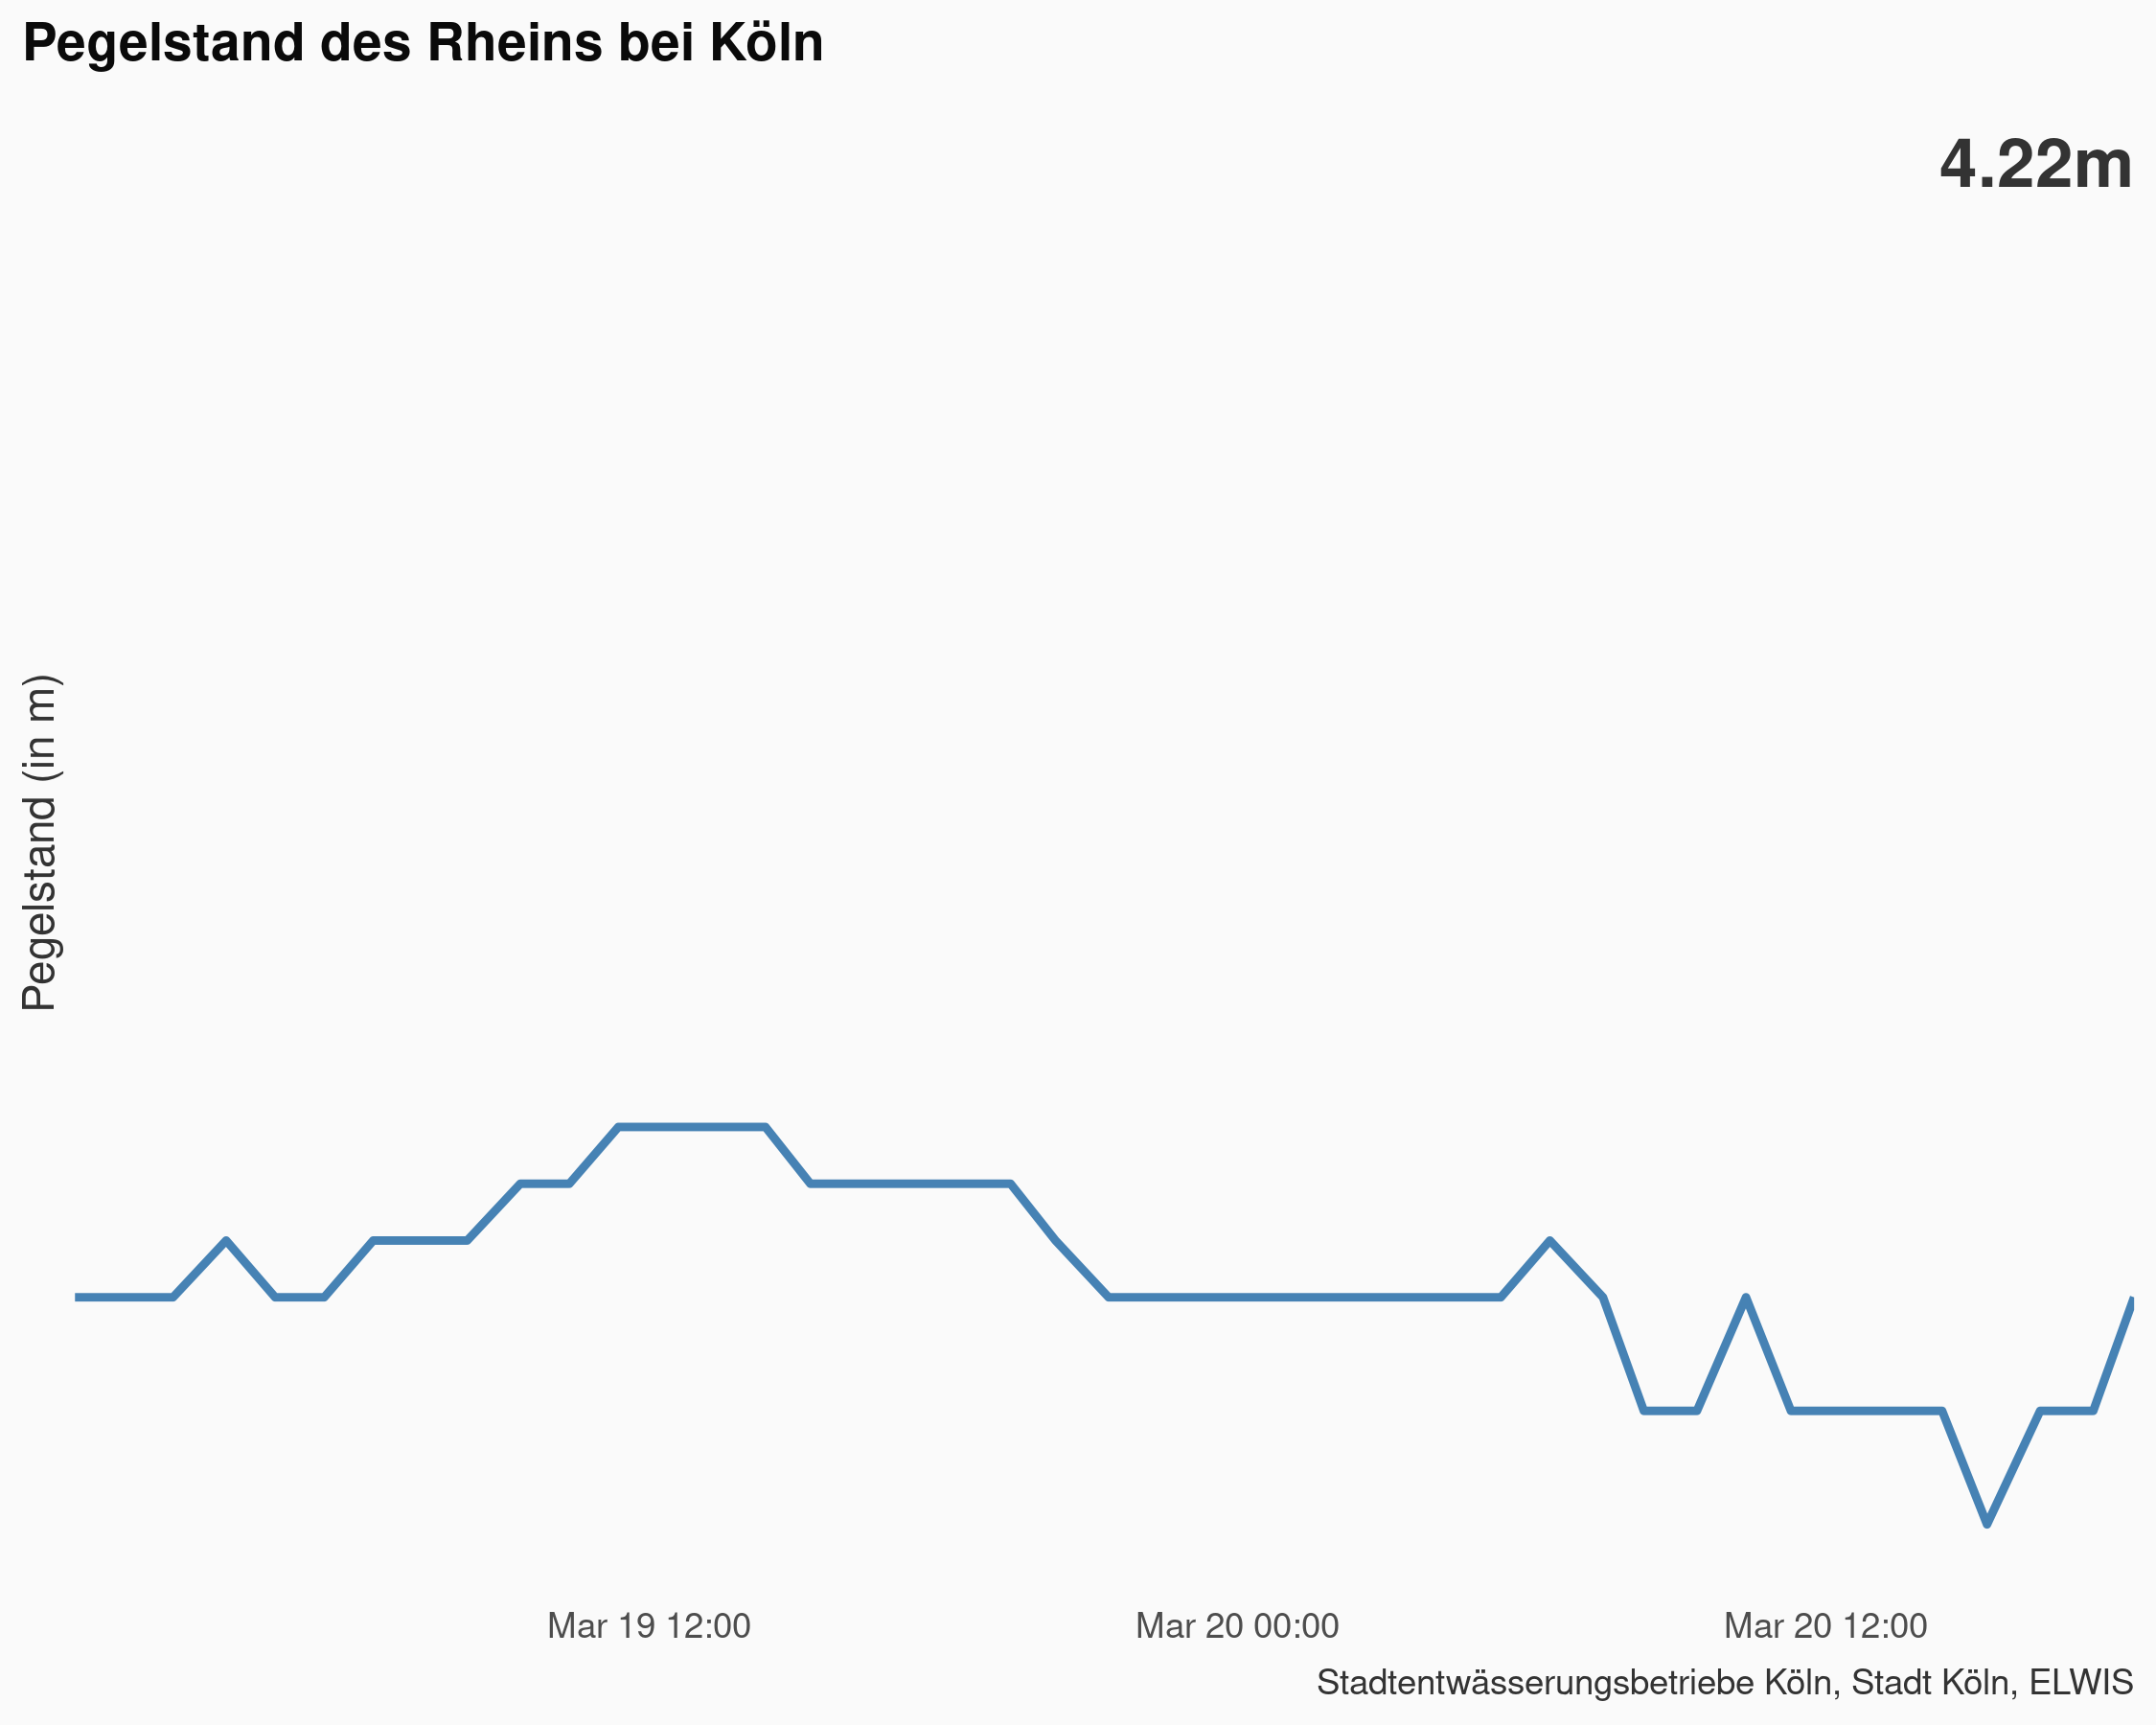 Pegelstand des Rheins bei Köln
4.22m
Pegelstand (in m)
Mar 19 12:00
Mar 20 00:00
Mar 20 12:00
Stadtentwässerungsbetriebe Köln, Stadt Köln, ELWIS